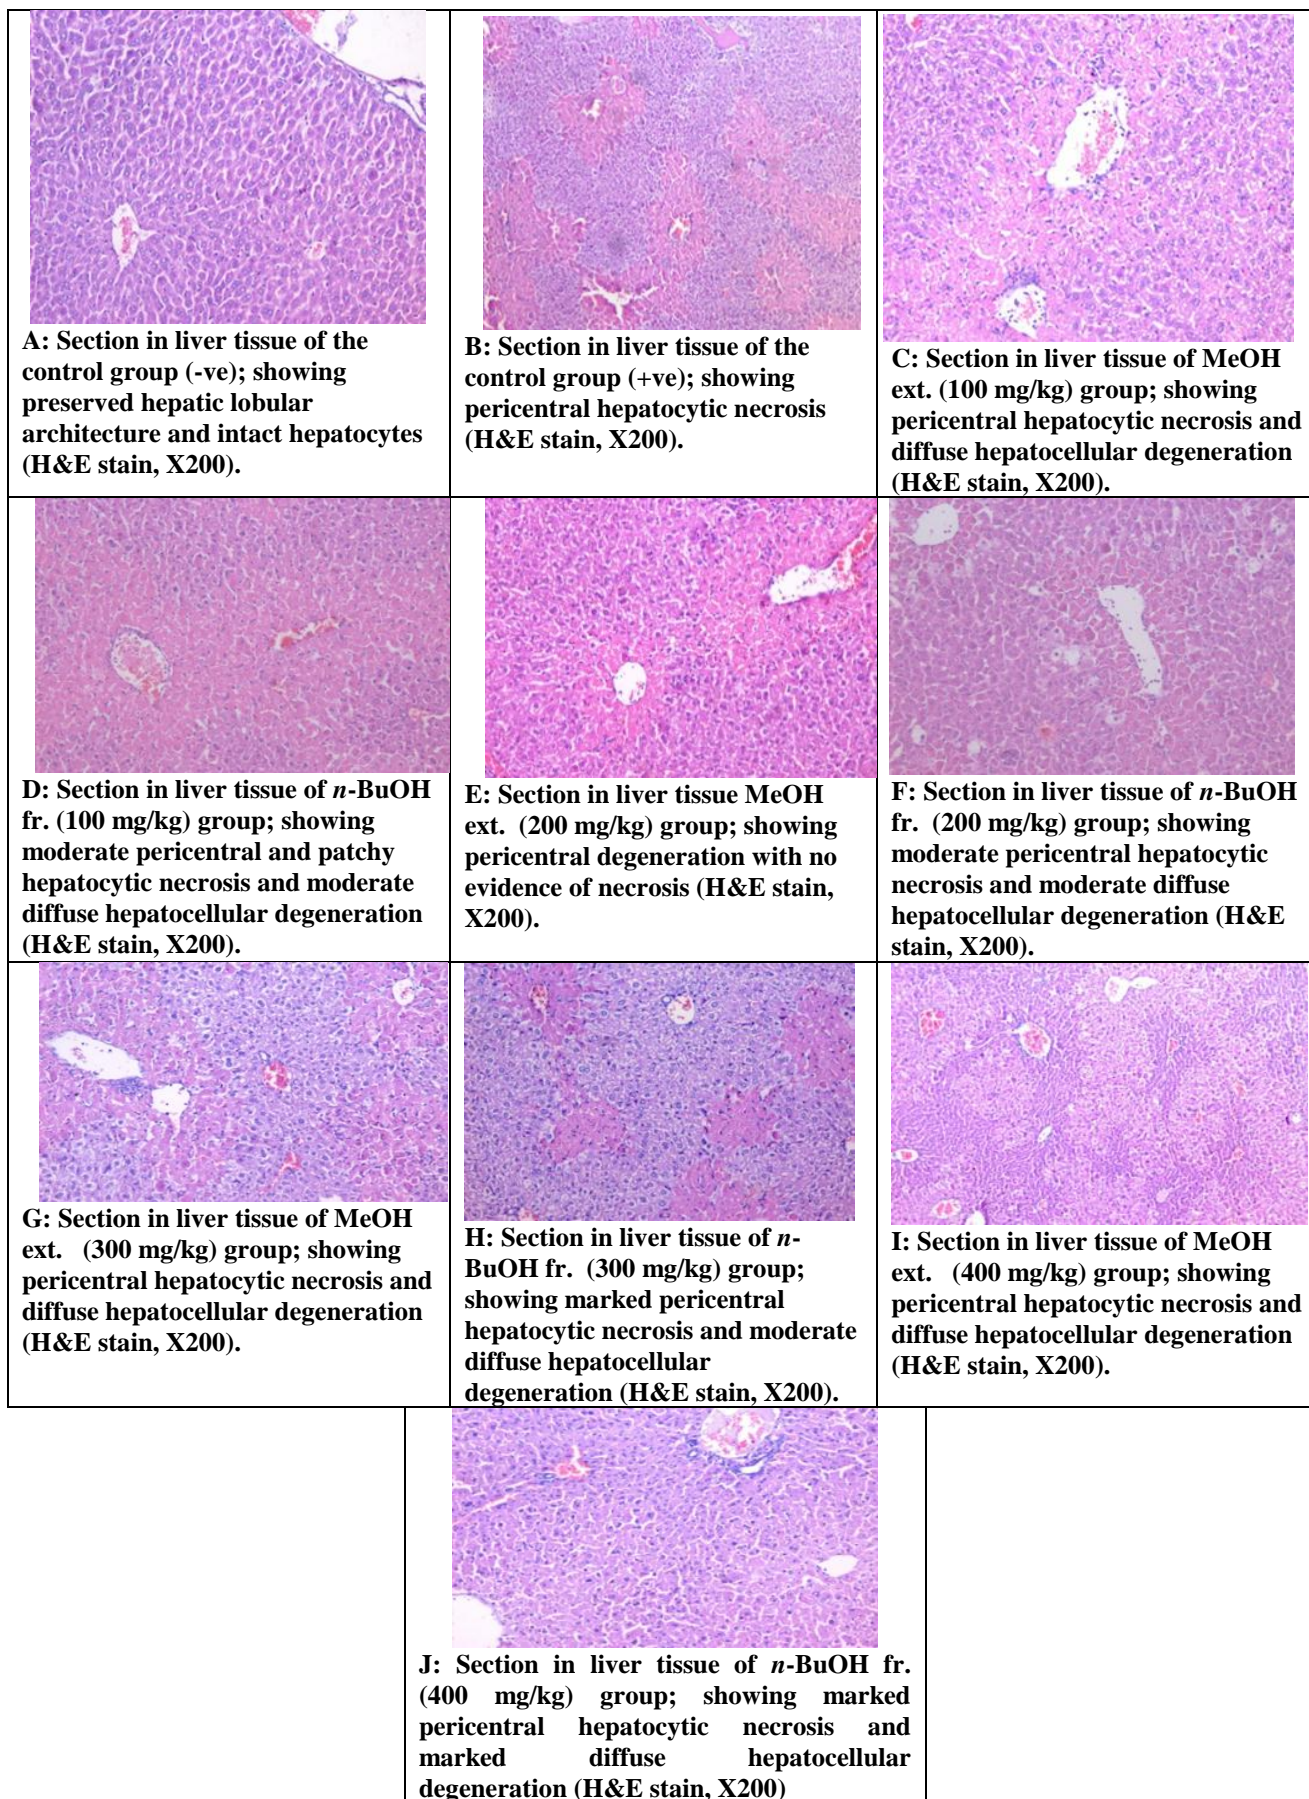 A: Section in liver tissue of the
control group (-ve); showing
preserved hepatic lobular
architecture and intact hepatocytes
(H&E stain, X200).
B: Section in liver tissue of the
control group (+ve); showing
pericentral hepatocytic necrosis
(H&E stain, X200).
C: Section in liver tissue of MeOH
ext. (100 mg/kg) group; showing
pericentral hepatocytic necrosis and
diffuse hepatocellular degeneration
(H&E stain, X200).
D: Section in liver tissue of n-BuOH
fr. (100 mg/kg) group; showing
moderate pericentral and patchy
hepatocytic necrosis and moderate
diffuse hepatocellular degeneration
(H&E stain, X200).
E: Section in liver tissue MeOH
ext. (200 mg/kg) group; showing
pericentral degeneration with no
evidence of necrosis (H&E stain,
X200).
F: Section in liver tissue of n-BuOH
fr. (200 mg/kg) group; showing
moderate pericentral hepatocytic
necrosis and moderate diffuse
hepatocellular degeneration (H&E
stain, X200).
G: Section in liver tissue of MeOH
ext. (300 mg/kg) group; showing
pericentral hepatocytic necrosis and
diffuse hepatocellular degeneration
(H&E stain, X200).
H: Section in liver tissue of n-
BuOH fr. (300 mg/kg) group;
showing marked pericentral
hepatocytic necrosis and moderate
diffuse hepatocellular
degeneration (H&E stain, X200).
I: Section in liver tissue of MeOH
ext. (400 mg/kg) group; showing
pericentral hepatocytic necrosis and
diffuse hepatocellular degeneration
(H&E stain, X200).
J: Section in liver tissue of n-BuOH fr.
(400 mg/kg) group; showing marked
pericentral hepatocytic necrosis and
marked diffuse hepatocellular
degeneration (H&E stain, X200)